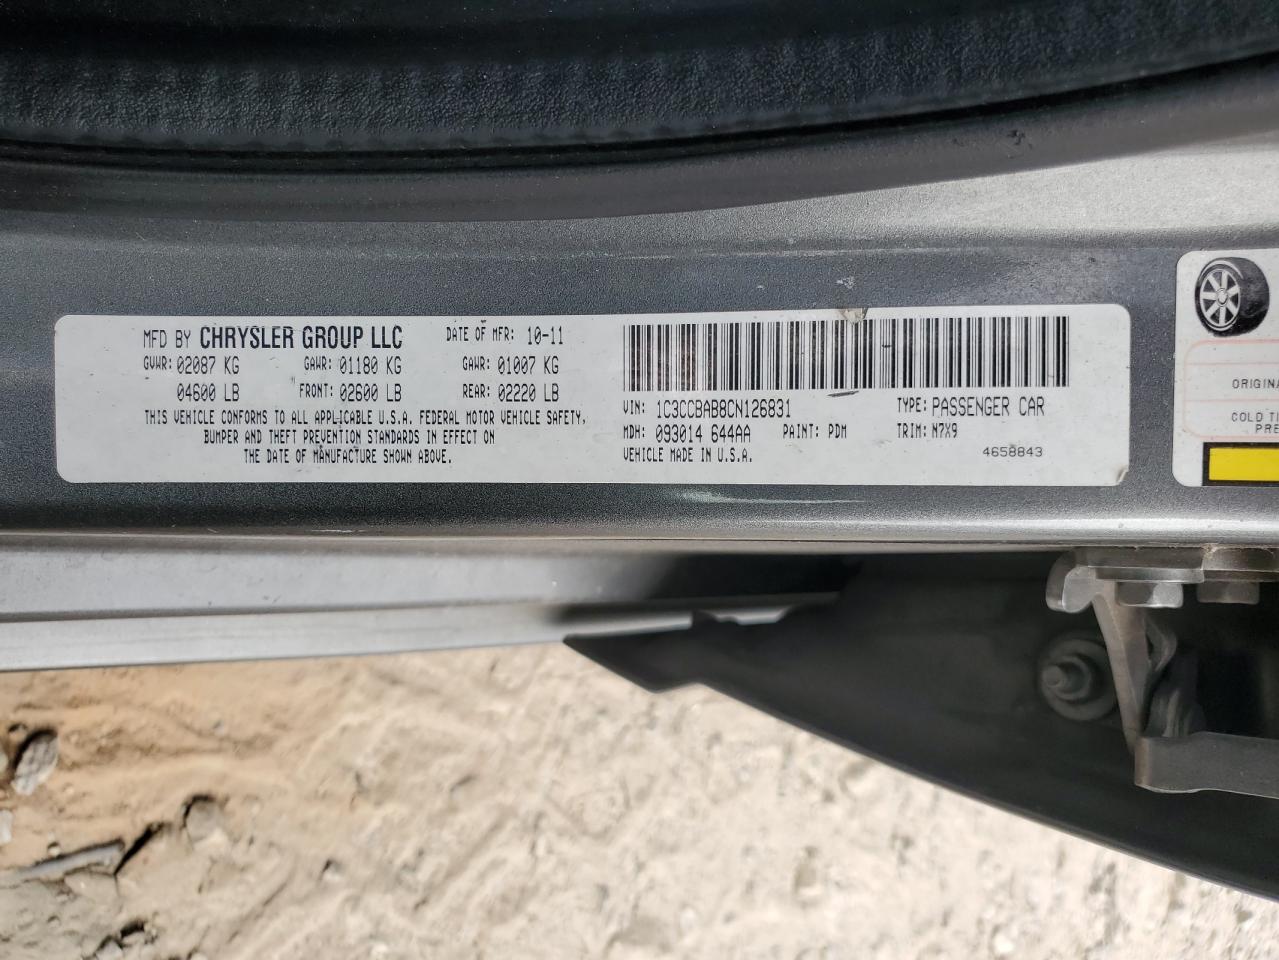 MFD BY CHRYSLER GROUP LLC DATE OF MFR: 10-11
GVWR: 02087 KG GAWR: 01180 KG GAWR: 01007 KG
04600 LB FRONT: 02600 LB REAR: 02220 LB
THIS VEHICLE CONFORMS TO ALL APPLICABLE U.S.A. FEDERAL MOTOR VEHICLE SAFETY,
BUMPER AND THEFT PREVENTION STANDARDS IN EFFECT ON
THE DATE OF MANUFACTURE SHOWN ABOVE.
VIN: 1C3CCBAB8CN126831 TYPE: PASSENGER CAR
MDH: 093014 644AA PAINT: PDM TRIM: N7X9
VEHICLE MADE IN U.S.A. 4658843
ORIGINA
COLD TI
PRE